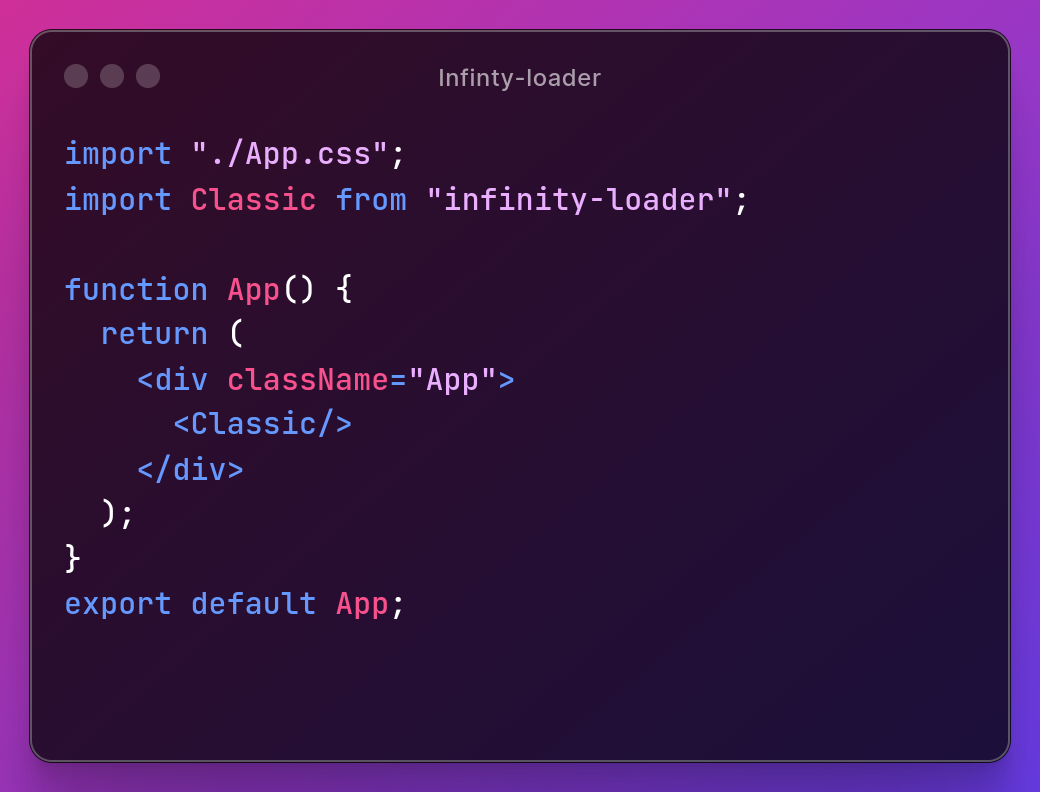 Infinty-loader
import "./App.css";
import Classic from "infinity-loader";
function App() {
  return (
    <div className="App">
      <Classic/>
    </div>
  );
}
export default App;